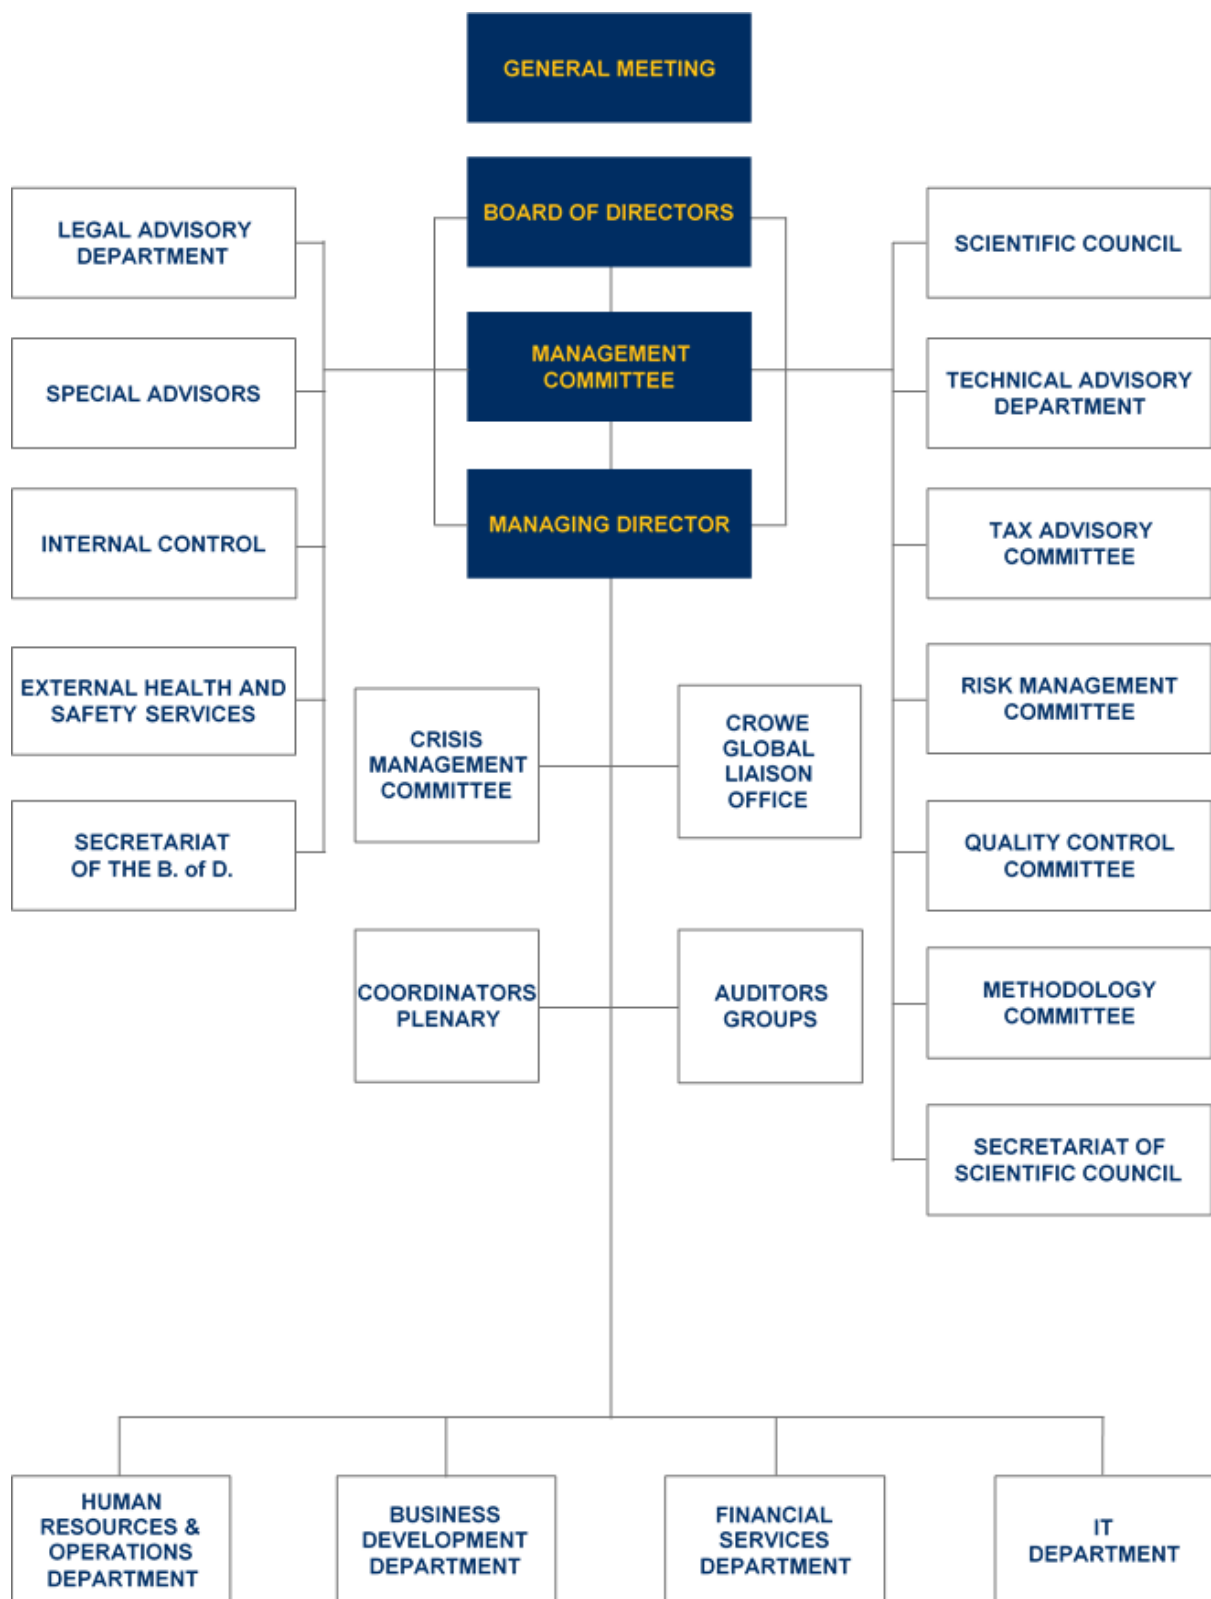 GENERAL MEETING
BOARD OF DIRECTORS
LEGAL ADVISORY
DEPARTMENT
SCIENTIFIC COUNCIL
MANAGEMENT
COMMITTEE
SPECIAL ADVISORS
TECHNICAL ADVISORY
DEPARTMENT
MANAGING DIRECTOR
INTERNAL CONTROL
TAX ADVISORY
COMMITTEE
EXTERNAL HEALTH AND
SAFETY SERVICES
RISK MANAGEMENT
COMMITTEE
CRISIS
MANAGEMENT
COMMITTEE
CROWE
GLOBAL
LIAISON
OFFICE
SECRETARIAT
OF THE B. of D.
QUALITY CONTROL
COMMITTEE
COORDINATORS
PLENARY
AUDITORS
GROUPS
METHODOLOGY
COMMITTEE
SECRETARIAT OF
SCIENTIFIC COUNCIL
HUMAN
RESOURCES &
OPERATIONS
DEPARTMENT
BUSINESS
DEVELOPMENT
DEPARTMENT
FINANCIAL
SERVICES
DEPARTMENT
IT
DEPARTMENT